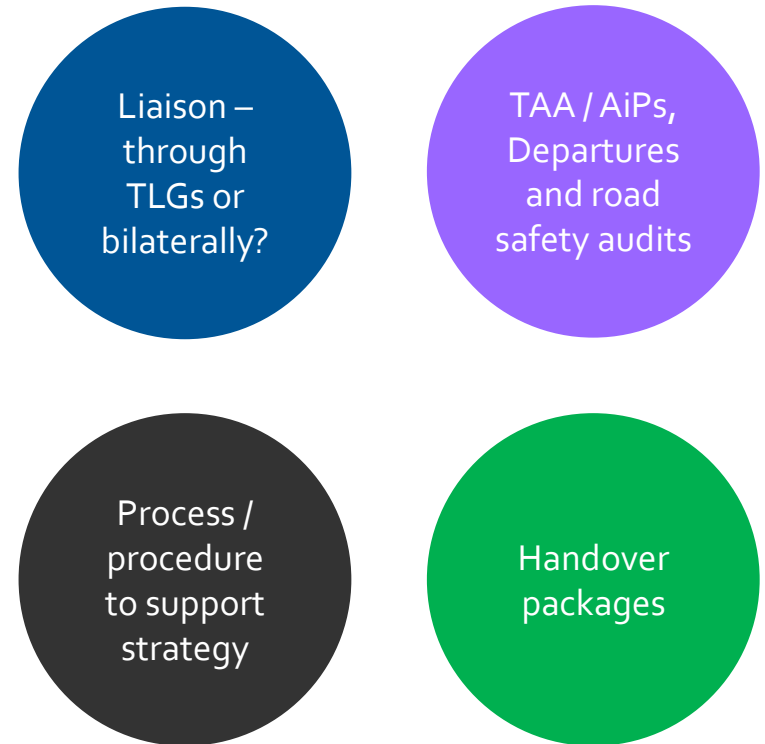 Liaison –
through
TLGs or
bilaterally?
TAA / AiPs,
Departures
and road
safety audits
Process /
procedure
to support
strategy
Handover
packages